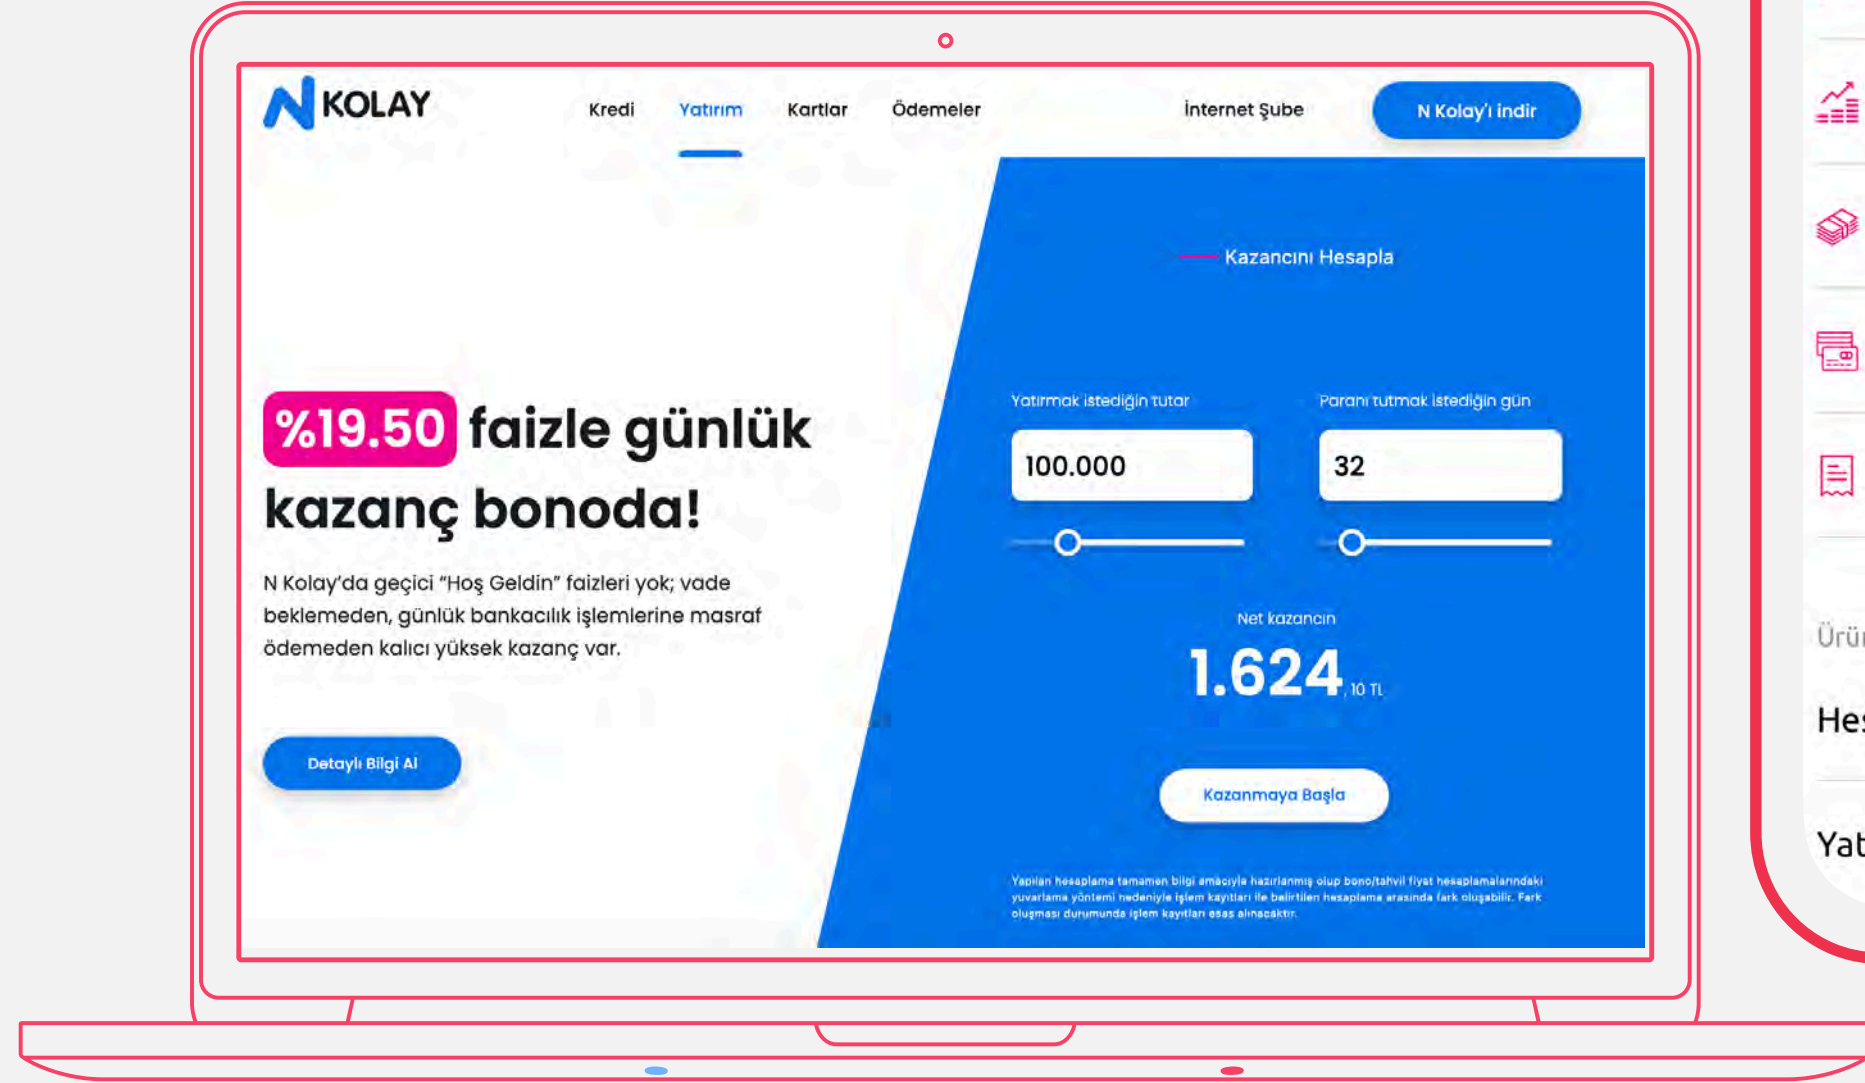 N KOLAY
Kredi Yatırım Kartlar Ödemeler İnternet Şube N Kolay'ı indir
%19.50 faizle günlük
kazanç bonoda!
N Kolay'da geçici “Hoş Geldin” faizleri yok; vade
beklemeden, günlük bankacılık işlemlerine masraf
ödemeden kalıcı yüksek kazanç var.
Detaylı Bilgi Al
Kazancını Hesapla
Yatırmak istediğin tutar
100.000
Paranı tutmak istediğin gün
32
Net kazancın
1.624,10 TL
Kazanmaya Başla
Yapılan hesaplama tamamen bilgi amacıyla hazırlanmış olup bono/tahvil fiyat hesaplamalarındaki
yuvarlama yöntemi nedeniyle işlem kayıtları ile belirtilen hesaplama arasında fark oluşabilir. Fark
oluşması durumunda işlem kayıtları esas alınacaktır.